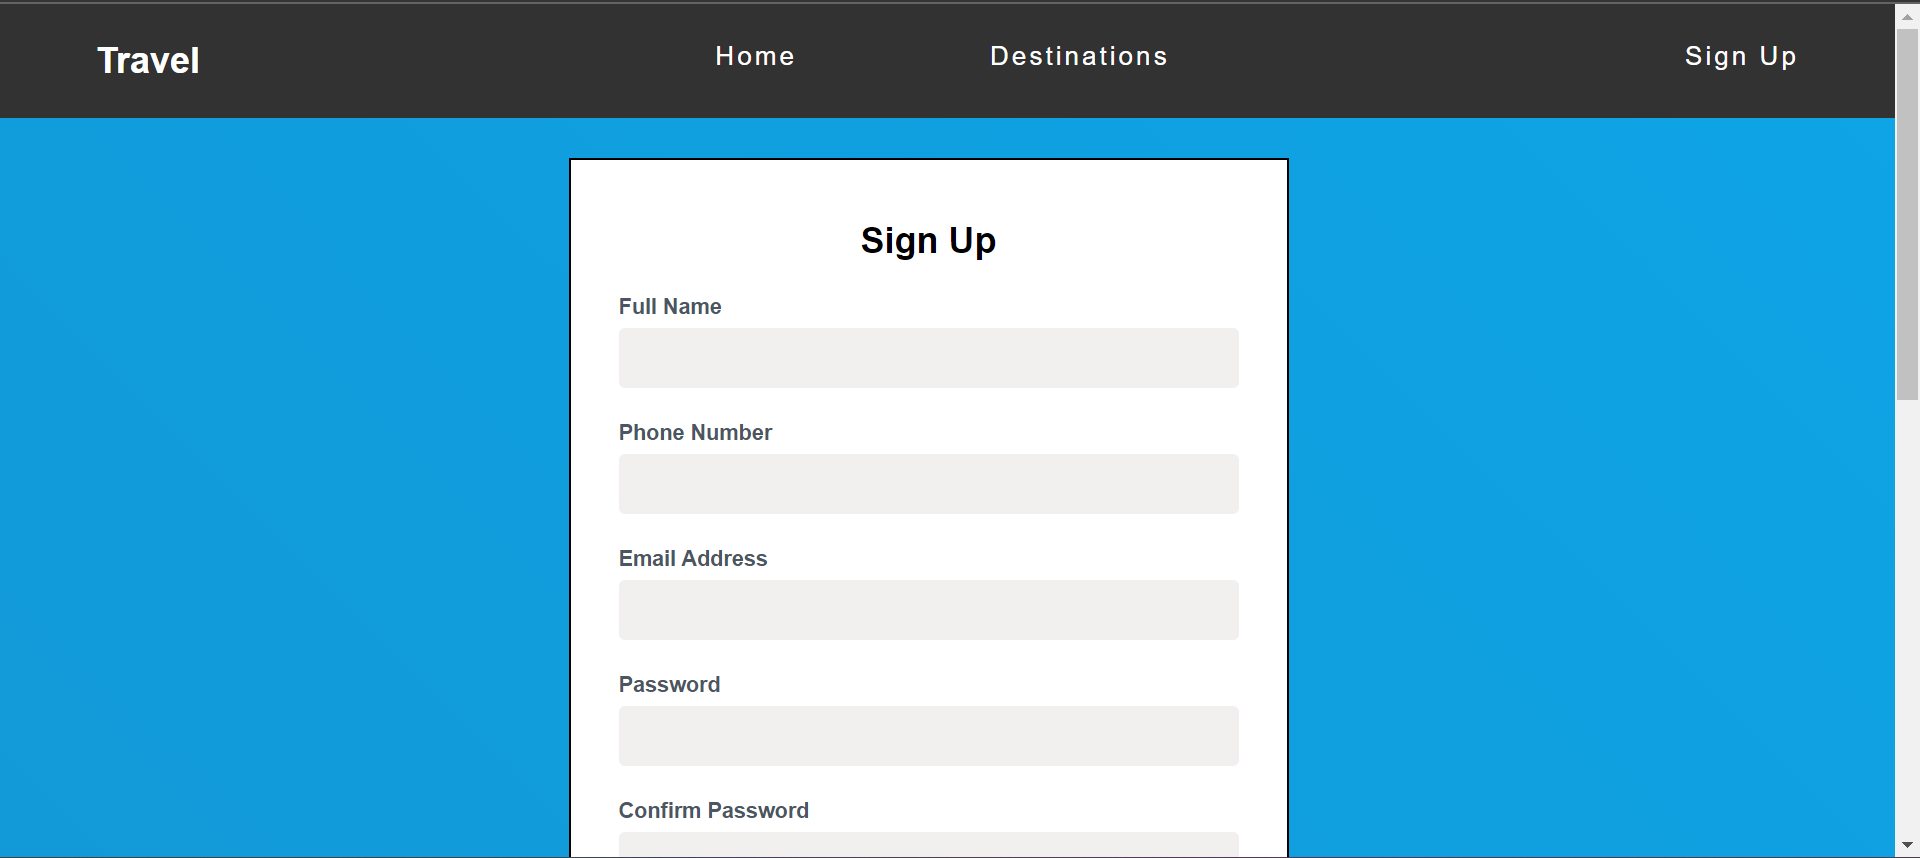 Travel
Home
Destinations
Sign Up
Sign Up
Full Name
Phone Number
Email Address
Password
Confirm Password